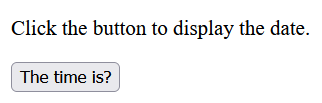 Click the button to display the date.
The time is?